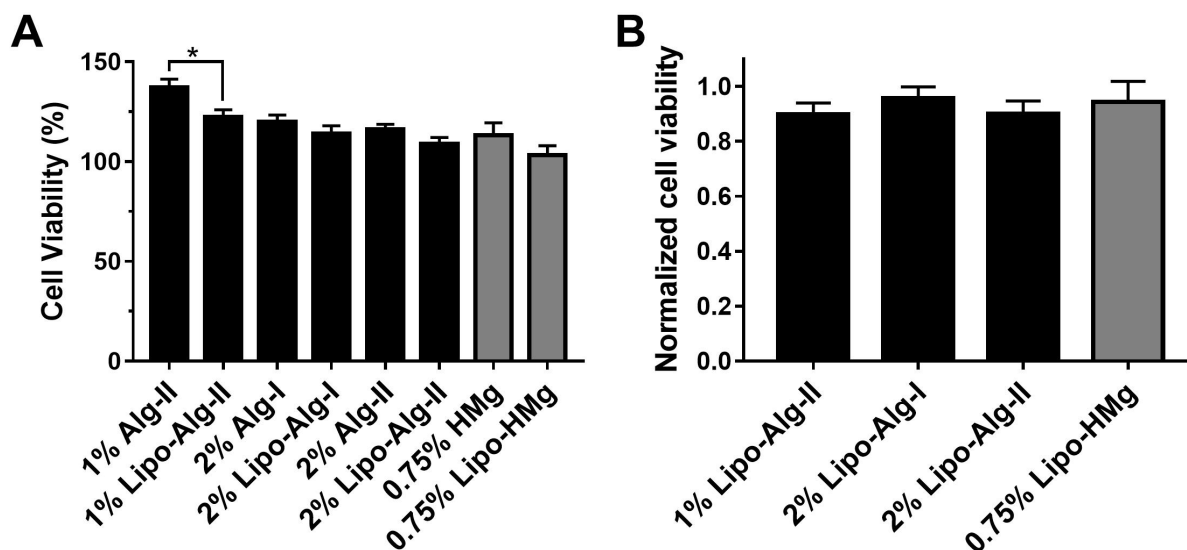 A
Cell Viability (%)
150
100
50
0
*
1% Alg-II
1% Lipo-Alg-II
2% Alg-I
2% Lipo-Alg-I
2% Alg-II
2% Lipo-Alg-II
0.75% HMg
0.75% Lipo-HMg
B
Normalized cell viability
1.0
0.8
0.6
0.4
0.2
0.0
1% Lipo-Alg-II
2% Lipo-Alg-I
2% Lipo-Alg-II
0.75% Lipo-HMg